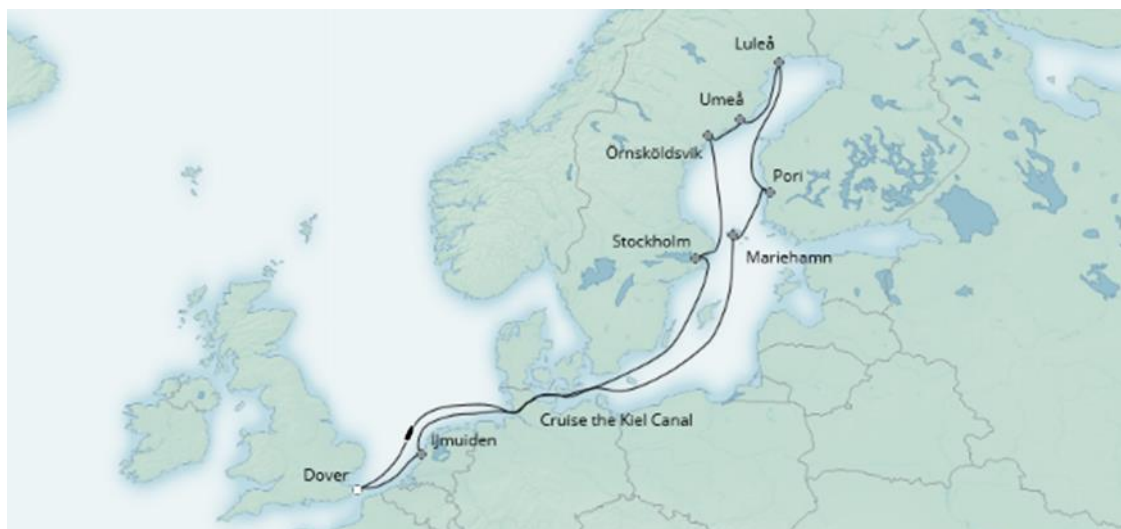 Luleå
Umeå
Örnsköldsvik
Pori
Stockholm
Mariehamn
Cruise the Kiel Canal
IJmuiden
Dover